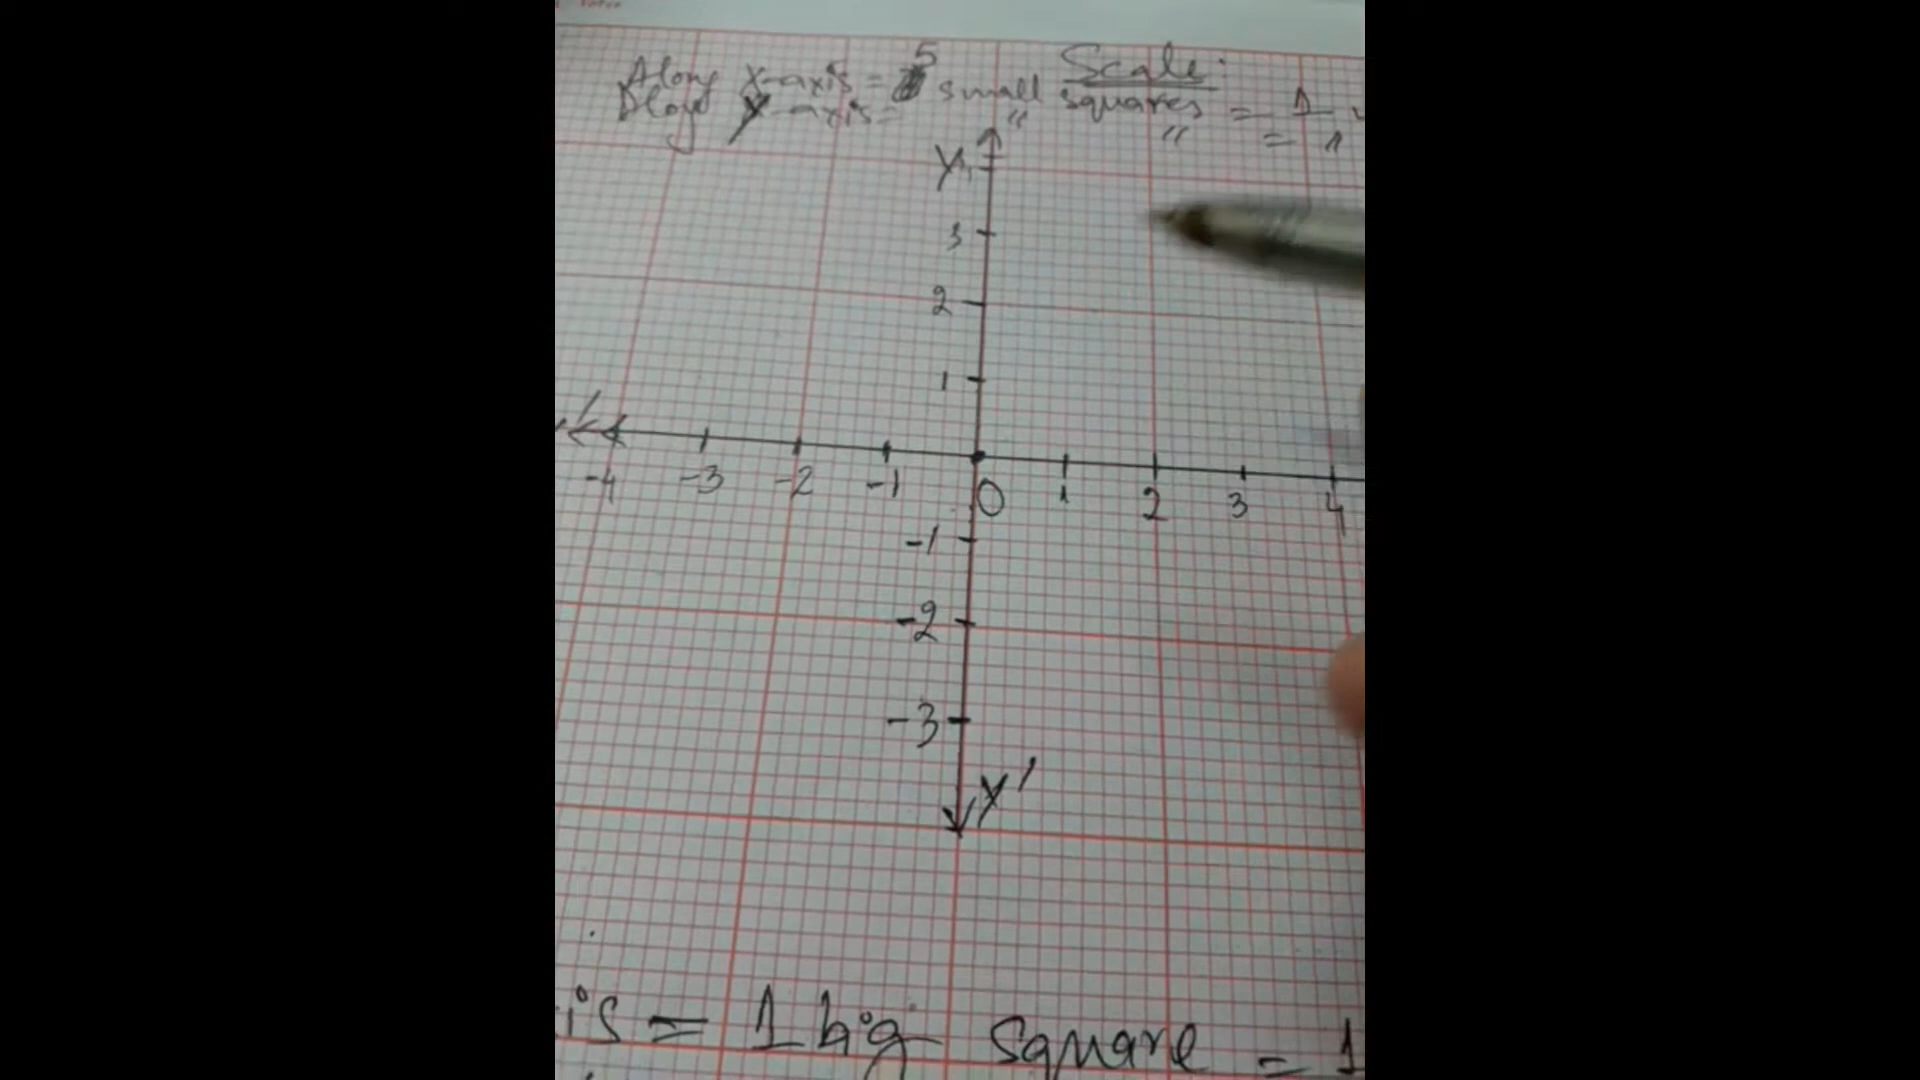 Scale:
Along X-axis = 5 small squares = 1
Along Y-axis = " " = 1
Y
3
2
1
-4 -3 -2 -1 0 1 2 3 4
-1
-2
-3
Y'
is = 1 big square = 1